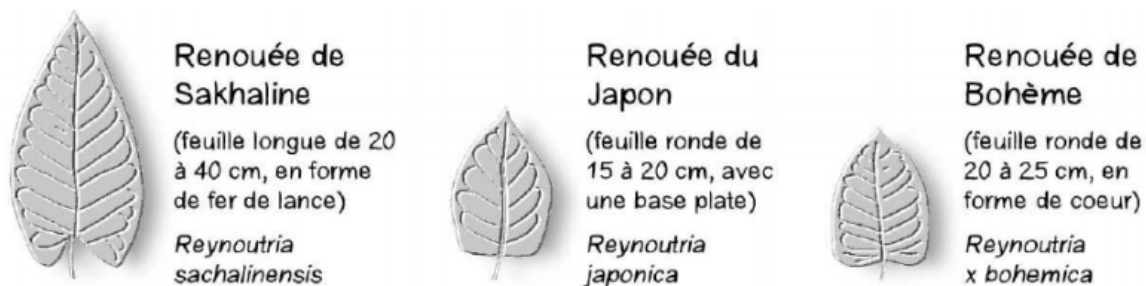 Renouée de
Sakhaline
(feuille longue de 20
à 40 cm, en forme
de fer de lance)
Reynoutria
sachalinensis
Renouée du
Japon
(feuille ronde de
15 à 20 cm, avec
une base plate)
Reynoutria
japonica
Renouée de
Bohème
(feuille ronde de
20 à 25 cm, en
forme de coeur)
Reynoutria
x bohemica